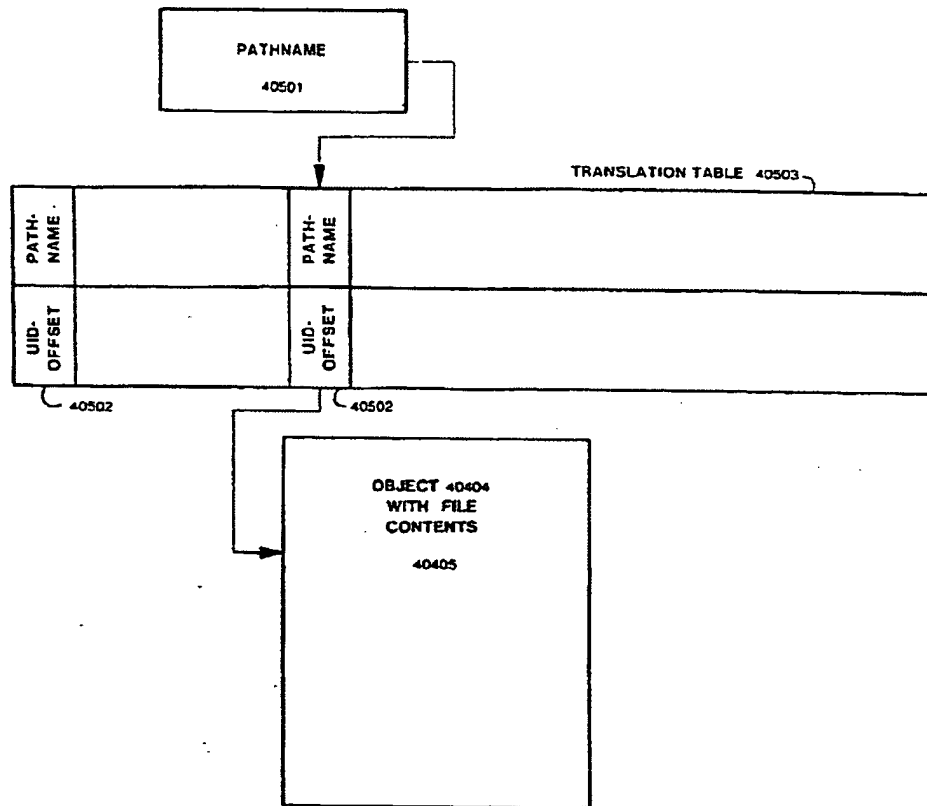 PATHNAME
40501
TRANSLATION TABLE 40503
PATH-
NAME
PATH-
NAME
UID-
OFFSET
UID-
OFFSET
40502
40502
OBJECT 40404
WITH FILE
CONTENTS
40405